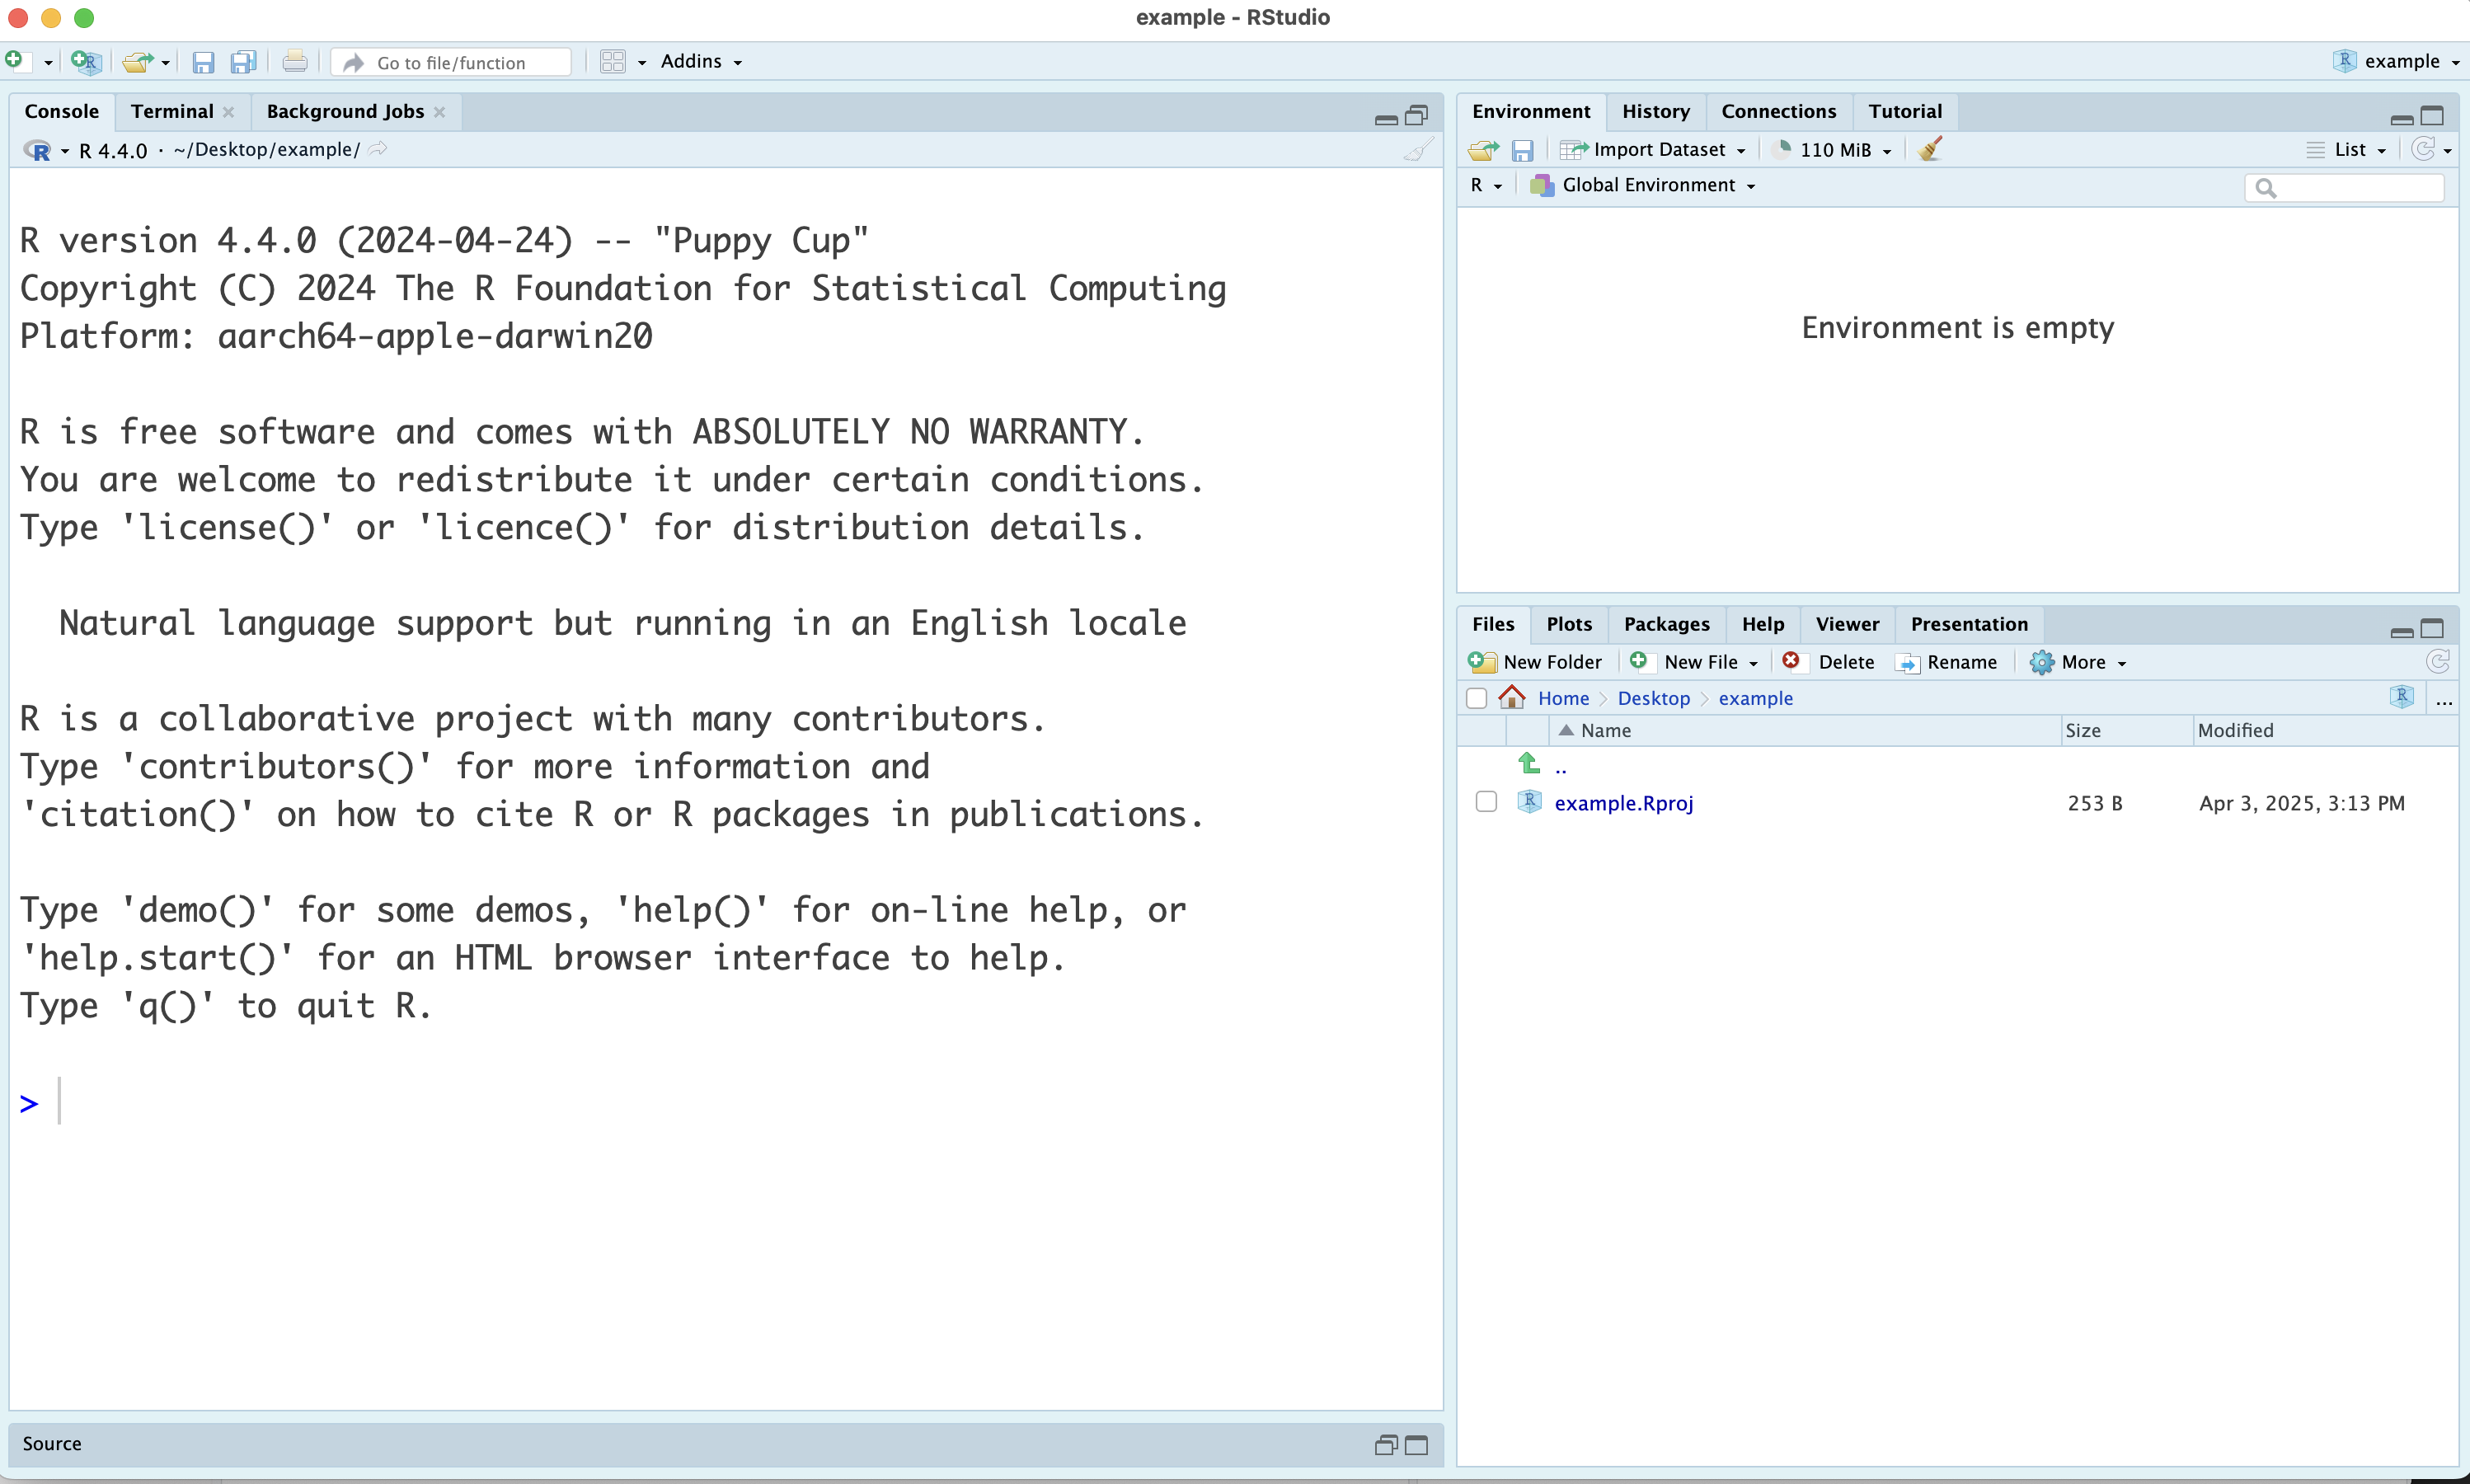 example - RStudio
Go to file/function
Addins
example
Console Terminal Background Jobs
R 4.4.0 · ~/Desktop/example/
R version 4.4.0 (2024-04-24) -- "Puppy Cup"
Copyright (C) 2024 The R Foundation for Statistical Computing
Platform: aarch64-apple-darwin20
R is free software and comes with ABSOLUTELY NO WARRANTY.
You are welcome to redistribute it under certain conditions.
Type 'license()' or 'licence()' for distribution details.
Natural language support but running in an English locale
R is a collaborative project with many contributors.
Type 'contributors()' for more information and
'citation()' on how to cite R or R packages in publications.
Type 'demo()' for some demos, 'help()' for on-line help, or
'help.start()' for an HTML browser interface to help.
Type 'q()' to quit R.
>
Source
Environment History Connections Tutorial
Import Dataset 110 MiB List
R Global Environment
Environment is empty
Files Plots Packages Help Viewer Presentation
New Folder New File Delete Rename More
Home Desktop example ...
Name Size Modified
..
example.Rproj 253 B Apr 3, 2025, 3:13 PM